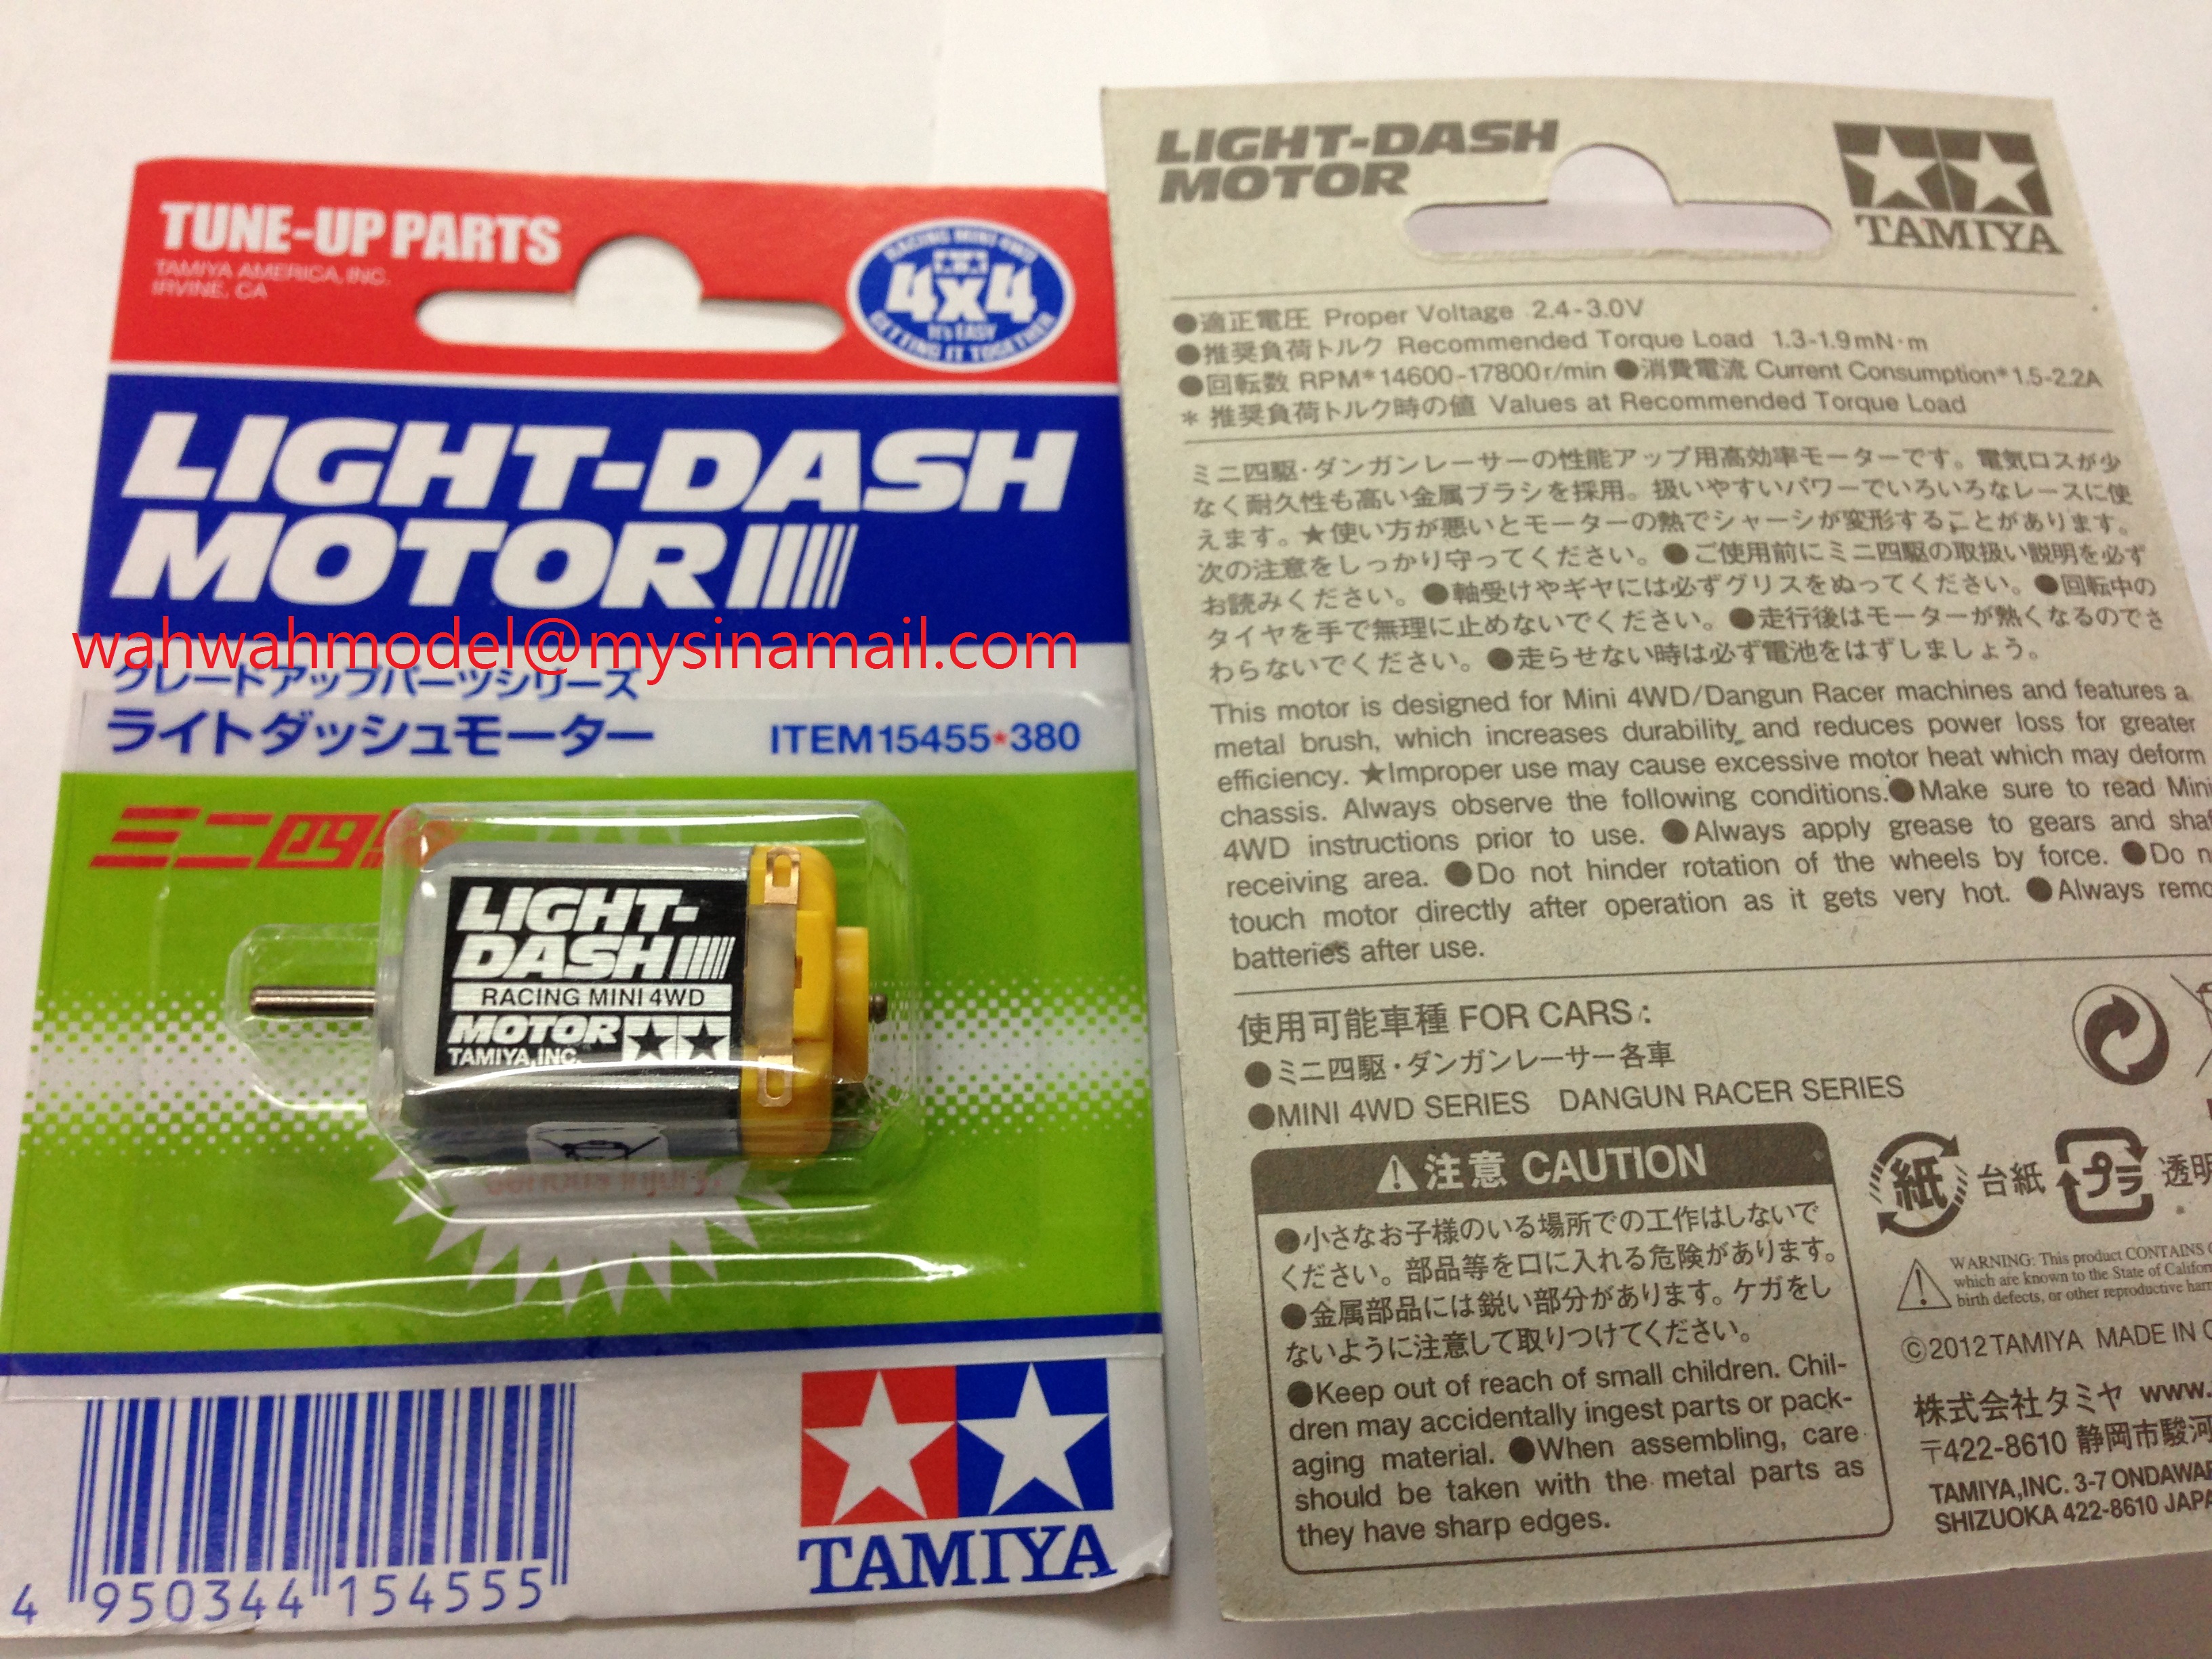 TUNE-UP PARTS
TAMIYA AMERICA, INC.
IRVINE, CA
RACING MINI 4WD
4x4
It's EASY
GETTING IT TOGETHER
LIGHT-DASH
MOTOR
wahwahmodel@mysinamail.com
グレードアップパーツシリーズ
ライトダッシュモーター
ITEM 15455★380
ミニ四駆
LIGHT-
DASH
RACING MINI 4WD
MOTOR
TAMIYA, INC.
serious injury.
4 950344 154555
TAMIYA
LIGHT-DASH
MOTOR
TAMIYA
●適正電圧 Proper Voltage 2.4-3.0V
●推奨負荷トルク Recommended Torque Load 1.3-1.9mN·m
●回転数 RPM*14600-17800r/min ●消費電流 Current Consumption*1.5-2.2A
* 推奨負荷トルク時の値 Values at Recommended Torque Load
ミニ四駆・ダンガンレーサーの性能アップ用高効率モーターです。電気ロスが少
なく耐久性も高い金属ブラシを採用。扱いやすいパワーでいろいろなレースに使
えます。★使い方が悪いとモーターの熱でシャーシが変形することがあります。
次の注意をしっかり守ってください。●ご使用前にミニ四駆の取扱い説明を必ず
お読みください。●軸受けやギヤには必ずグリスをぬってください。●回転中の
タイヤを手で無理に止めないでください。●走行後はモーターが熱くなるのでさ
わらないでください。●走らせない時は必ず電池をはずしましょう。
This motor is designed for Mini 4WD/Dangun Racer machines and features a
metal brush, which increases durability and reduces power loss for greater
efficiency. ★Improper use may cause excessive motor heat which may deform
chassis. Always observe the following conditions.●Make sure to read Mini
4WD instructions prior to use. ●Always apply grease to gears and
receiving area. ●Do not hinder rotation of the wheels by force. ●Do
touch motor directly after operation as it gets very hot. ●Always
batteries after use.
使用可能車種 FOR CARS :
●ミニ四駆・ダンガンレーサー各車
●MINI 4WD SERIES DANGUN RACER SERIES
注意 CAUTION
●小さなお子様のいる場所での工作はしないで
ください。部品等を口に入れる危険があります。
●金属部品には鋭い部分があります。ケガをし
ないように注意して取りつけてください。
●Keep out of reach of small children. Chil-
dren may accidentally ingest parts or pack-
aging material. ●When assembling, care
should be taken with the metal parts as
they have sharp edges.
紙 台紙 プラ 透明
WARNING: This product CONTAINS
which are known to the State of
birth defects, or other reproductive
©2012 TAMIYA MADE IN
株式会社タミヤ www.
〒422-8610 静岡市駿河
TAMIYA, INC. 3-7
SHIZUOKA 422-8610